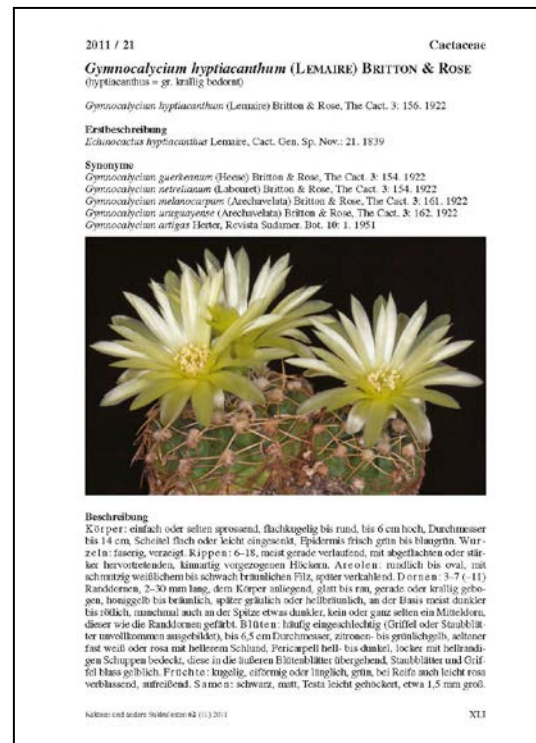 2011 / 21 Cactaceae
Gymnocalycium hyptiacanthum (LEMAIRE) BRITTON & ROSE
(hyptiacanthus = gr. krallig bedornt)
Gymnocalycium hyptiacanthum (Lemaire) Britton & Rose, The Cact. 3: 156. 1922
Erstbeschreibung
Echinocactus hyptiacanthus Lemaire, Cact. Gen. Sp. Nov.: 21. 1839
Synonyme
Gymnocalycium guerkeanum (Heese) Britton & Rose, The Cact. 3: 154. 1922
Gymnocalycium netrelianum (Labouret) Britton & Rose, The Cact. 3: 154. 1922
Gymnocalycium melanocarpum (Arechavelata) Britton & Rose, The Cact. 3: 161. 1922
Gymnocalycium uruguayense (Arechavelata) Britton & Rose, The Cact. 3: 162. 1922
Gymnocalycium artigas Herter, Revista Sudamer. Bot. 10: 1. 1951
Beschreibung
Körper: einfach oder selten sprossend, flachkugelig bis rund, bis 6 cm hoch, Durchmesser
bis 14 cm, Scheitel flach oder leicht eingesenkt, Epidermis frisch grün bis blaugrün. Wur-
zeln: faserig, verzeigt. Rippen: 6–18, meist gerade verlaufend, mit abgeflachten oder stär-
ker hervortretenden, kinnartig vorgezogenen Höckern. Areolen: rundlich bis oval, mit
schmutzig weißlichem bis schwach bräunlichen Filz, später verkahlend. Dornen: 3–7 (–11)
Randdornen, 2–30 mm lang, dem Körper anliegend, glatt bis rau, gerade oder krallig gebo-
gen, honiggelb bis bräunlich, später gräulich oder hellbräunlich, an der Basis meist dunkler
bis rötlich, manchmal auch an der Spitze etwas dunkler, kein oder ganz selten ein Mitteldorn,
dieser wie die Randdornen gefärbt. Blüten: häufig eingeschlechtig (Griffel oder Staubblät-
ter unvollkommen ausgebildet), bis 6,5 cm Durchmesser, zitronen- bis grünlichgelb, seltener
fast weiß oder rosa mit hellerem Schlund, Pericarpell hell- bis dunkel, locker mit hellrandi-
gen Schuppen bedeckt, diese in die äußeren Blütenblätter übergehend, Staubblätter und Grif-
fel blass gelblich. Früchte: kugelig, eiförmig oder länglich, grün, bei Reife auch leicht rosa
verblassend, aufreißend. Samen: schwarz, matt, Testa leicht gehöckert, etwa 1,5 mm groß.
Kakteen und andere Sukkulenten 62 (11) 2011 XLI